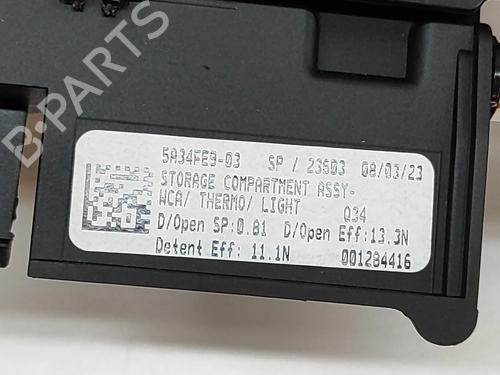 B-PARTS
5A34FE9-03 SP / 23603 08/03/23
STORAGE COMPARTMENT ASSY-
WCA/ THERMO/ LIGHT Q34
D/Open SP:0.81 D/Open Eff:13.3N
Detent Eff: 11.1N 001284416